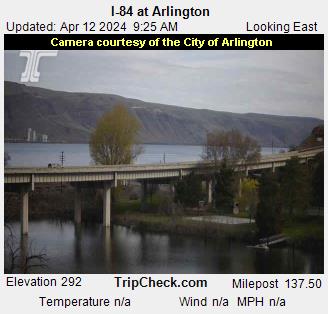 I-84 at Arlington
Updated: Apr 12 2024 9:25 AM Looking East
Camera courtesy of the City of Arlington
Elevation 292 TripCheck.com Milepost 137.50
Temperature n/a Wind n/a MPH n/a